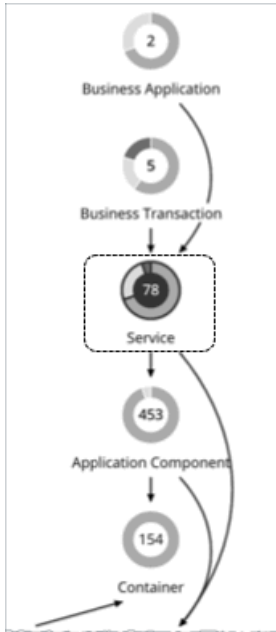 2
Business Application
5
Business Transaction
78
Service
453
Application Component
154
Container